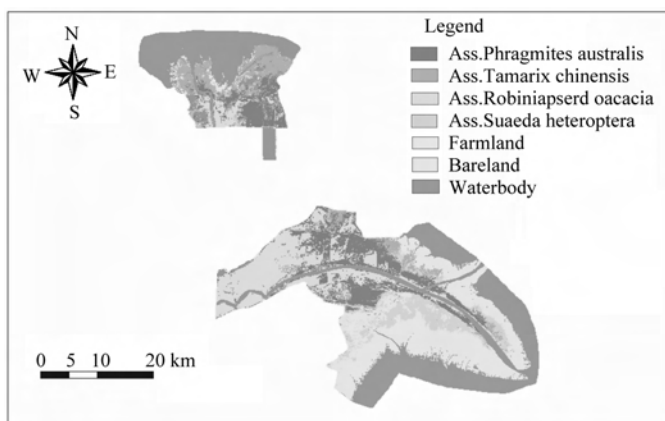 N
W E
S
Legend
Ass.Phragmites australis
Ass.Tamarix chinensis
Ass.Robiniapserd oacacia
Ass.Suaeda heteroptera
Farmland
Bareland
Waterbody
0 5 10 20 km